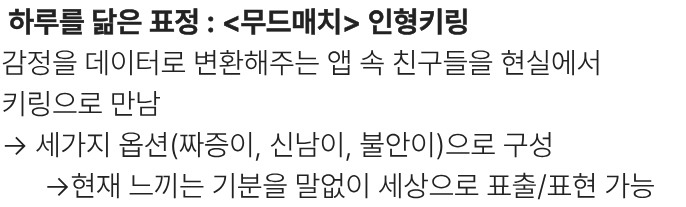 하루를 닮은 표정 : <무드매치> 인형키링
감정을 데이터로 변환해주는 앱 속 친구들을 현실에서
키링으로 만남
→ 세가지 옵션(짜증이, 신남이, 불안이)으로 구성
→현재 느끼는 기분을 말없이 세상으로 표출/표현 가능